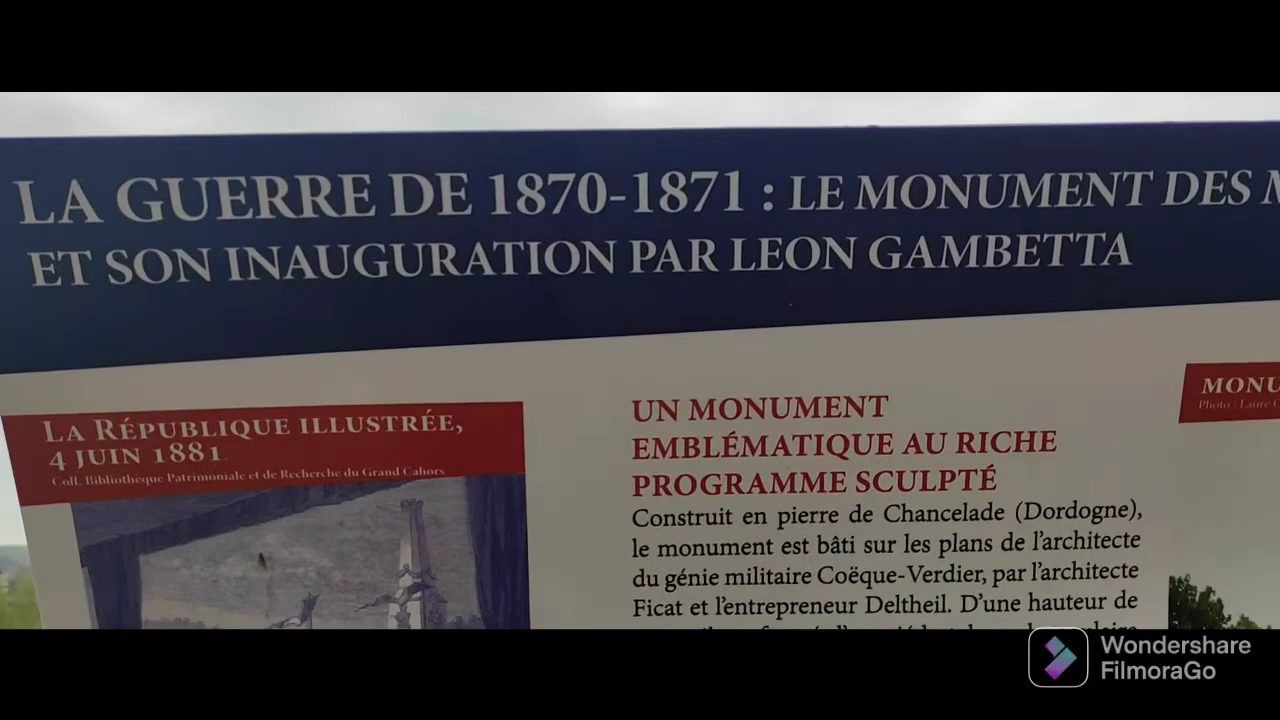 LA GUERRE DE 1870-1871 : LE MONUMENT DES
ET SON INAUGURATION PAR LEON GAMBETTA
LA RÉPUBLIQUE ILLUSTRÉE,
4 JUIN 1881.
Coll. Bibliothèque Patrimoniale et de Recherche du Grand Cahors
UN MONUMENT
EMBLÉMATIQUE AU RICHE
PROGRAMME SCULPTÉ
Construit en pierre de Chancelade (Dordogne),
le monument est bâti sur les plans de l'architecte
du génie militaire Coëque-Verdier, par l'architecte
Ficat et l'entrepreneur Deltheil. D'une hauteur de
MONU
Photo : Laure
Wondershare
FilmoraGo